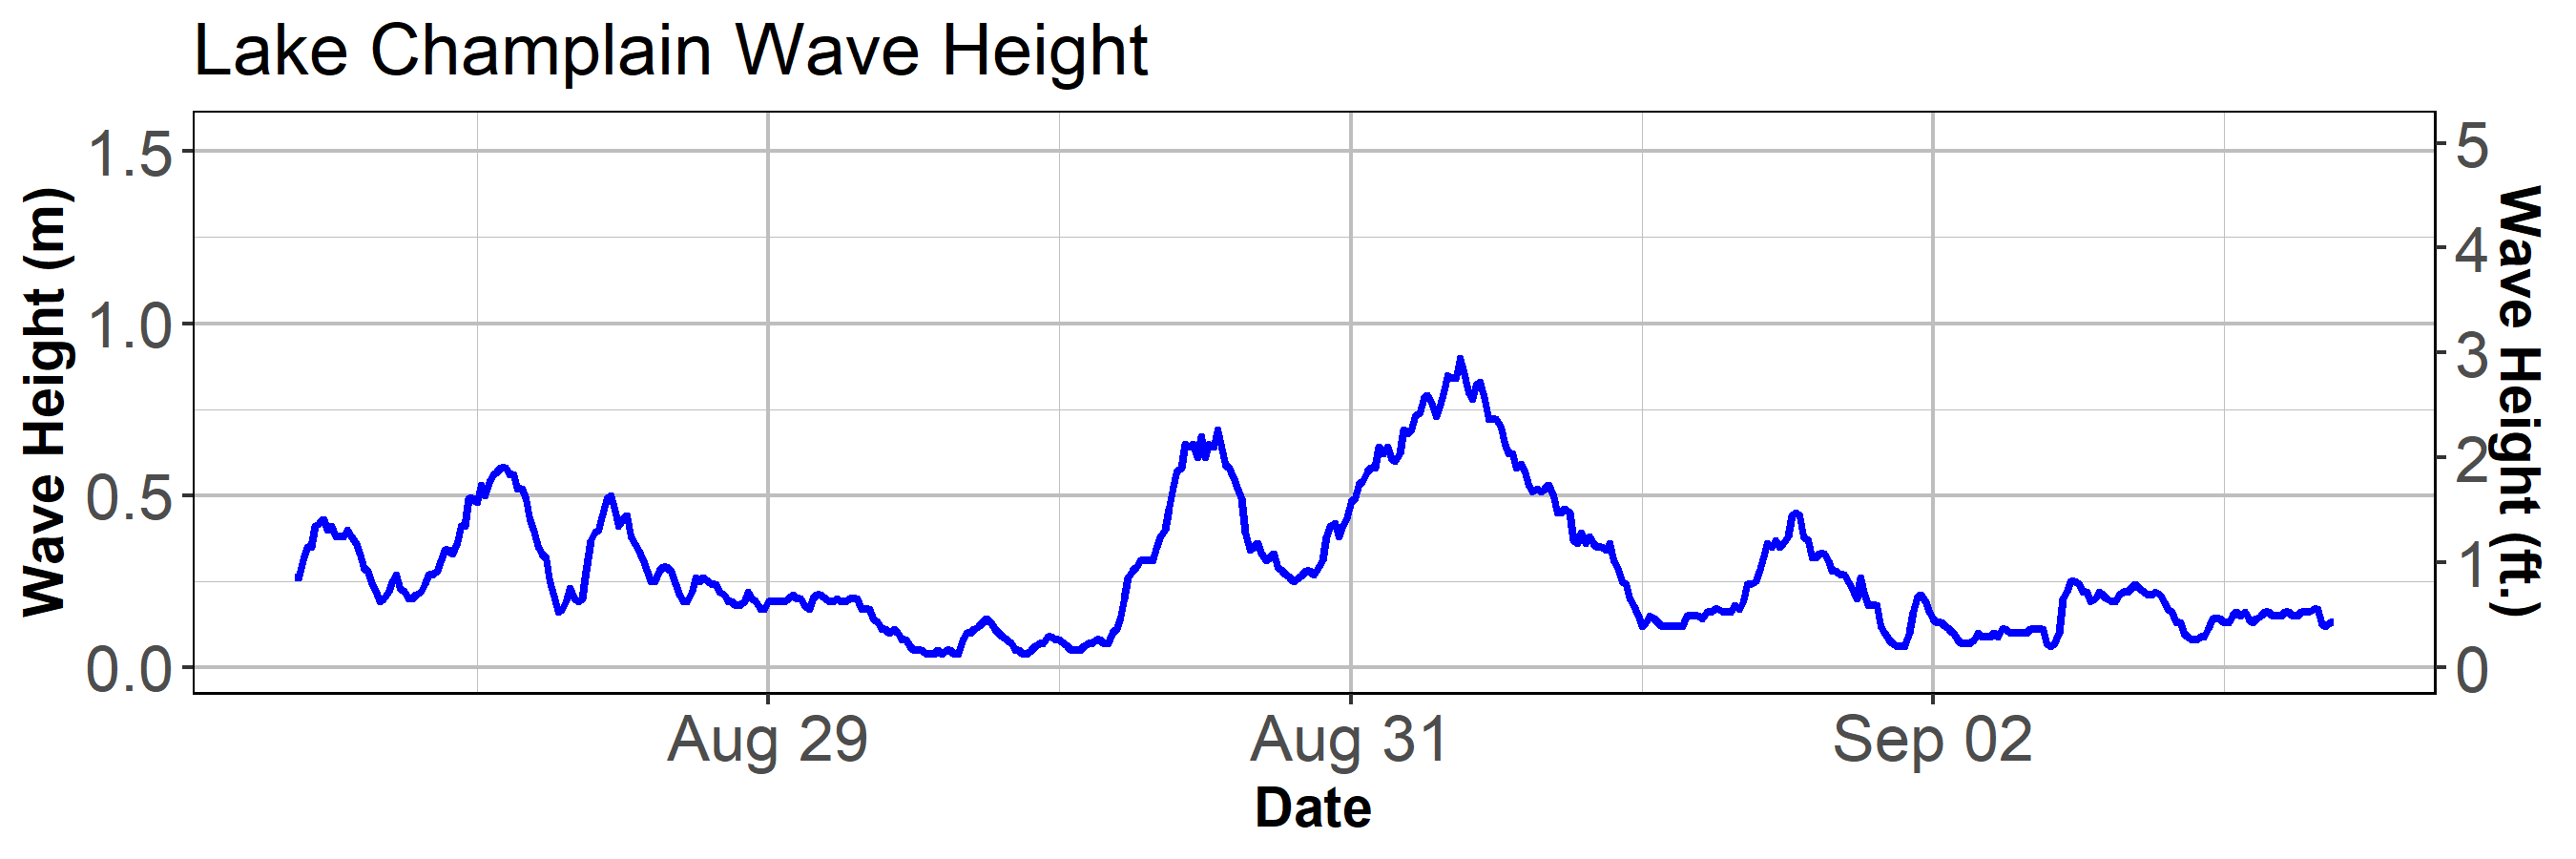 Lake Champlain Wave Height
Wave Height (m)
1.5
1.0
0.5
0.0
5
4
3
2
1
0
Wave Height (ft.)
Aug 29
Aug 31
Sep 02
Date